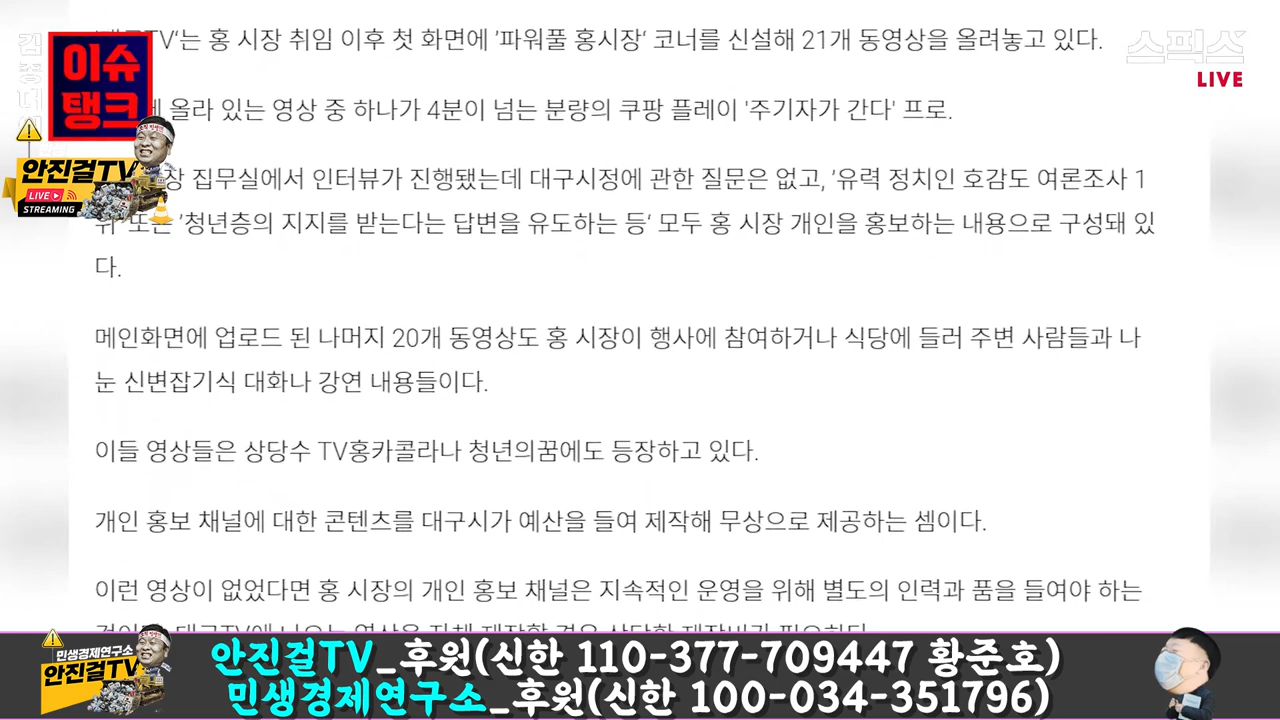 TV‘는 홍 시장 취임 이후 첫 화면에 ’파워풀 홍시장‘ 코너를 신설해 21개 동영상을 올려놓고 있다.
스픽스
LIVE
이슈
탱크
올라 있는 영상 중 하나가 4분이 넘는 분량의 쿠팡 플레이 '주기자가 간다' 프로.
안진걸TV
LIVE
STREAMING
집무실에서 인터뷰가 진행됐는데 대구시정에 관한 질문은 없고, ’유력 정치인 호감도 여론조사 1
위‘ 또는 ’청년층의 지지를 받는다는 답변을 유도하는 등‘ 모두 홍 시장 개인을 홍보하는 내용으로 구성돼 있
다.
메인화면에 업로드 된 나머지 20개 동영상도 홍 시장이 행사에 참여하거나 식당에 들러 주변 사람들과 나
눈 신변잡기식 대화나 강연 내용들이다.
이들 영상들은 상당수 TV홍카콜라나 청년의꿈에도 등장하고 있다.
개인 홍보 채널에 대한 콘텐츠를 대구시가 예산을 들여 제작해 무상으로 제공하는 셈이다.
이런 영상이 없었다면 홍 시장의 개인 홍보 채널은 지속적인 운영을 위해 별도의 인력과 품을 들여야 하는
민생경제연구소
안진걸TV
안진걸TV_후원(신한 110-377-709447 황준호)
민생경제연구소_후원(신한 100-034-351796)